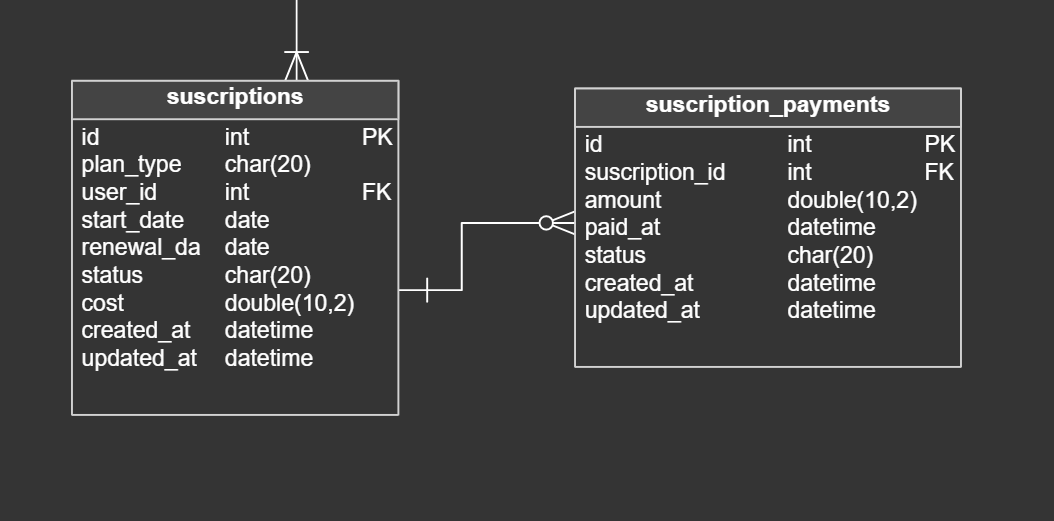 suscriptions
id int PK
plan_type char(20)
user_id int FK
start_date date
renewal_da date
status char(20)
cost double(10,2)
created_at datetime
updated_at datetime
suscription_payments
id int PK
suscription_id int FK
amount double(10,2)
paid_at datetime
status char(20)
created_at datetime
updated_at datetime